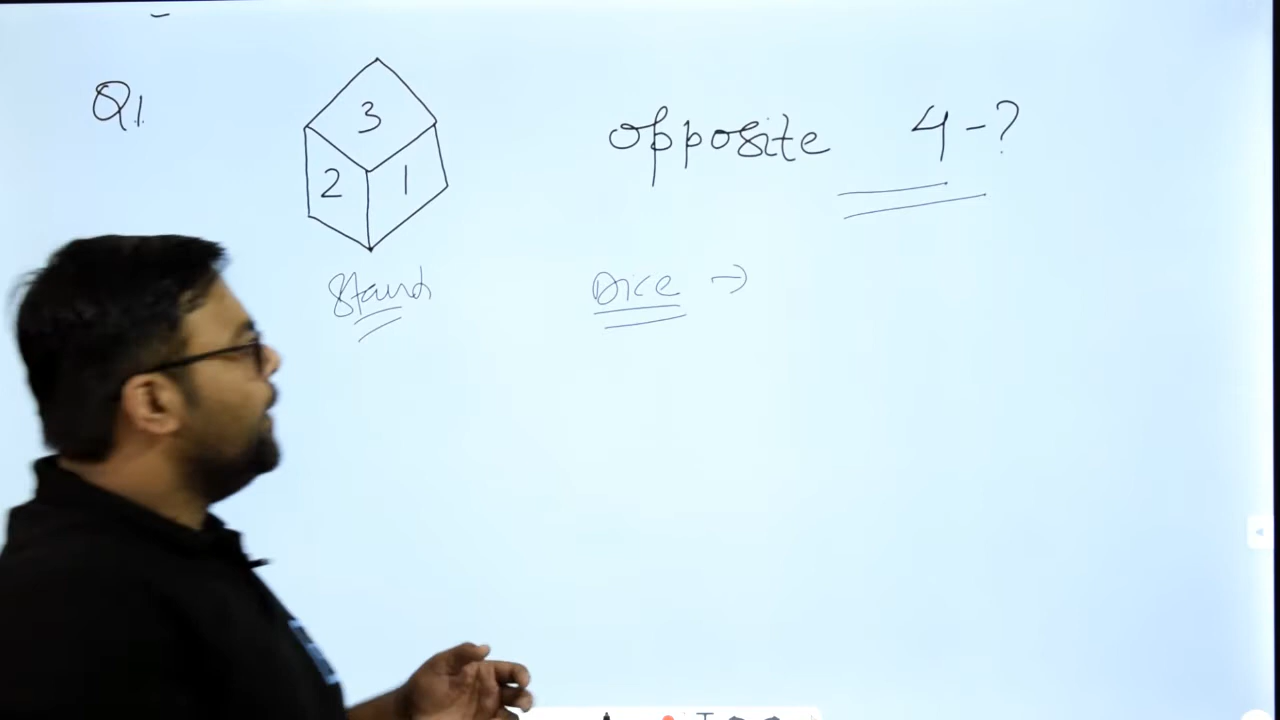 Q1
3
2 1
opposite 4-?
Stand
Dice →